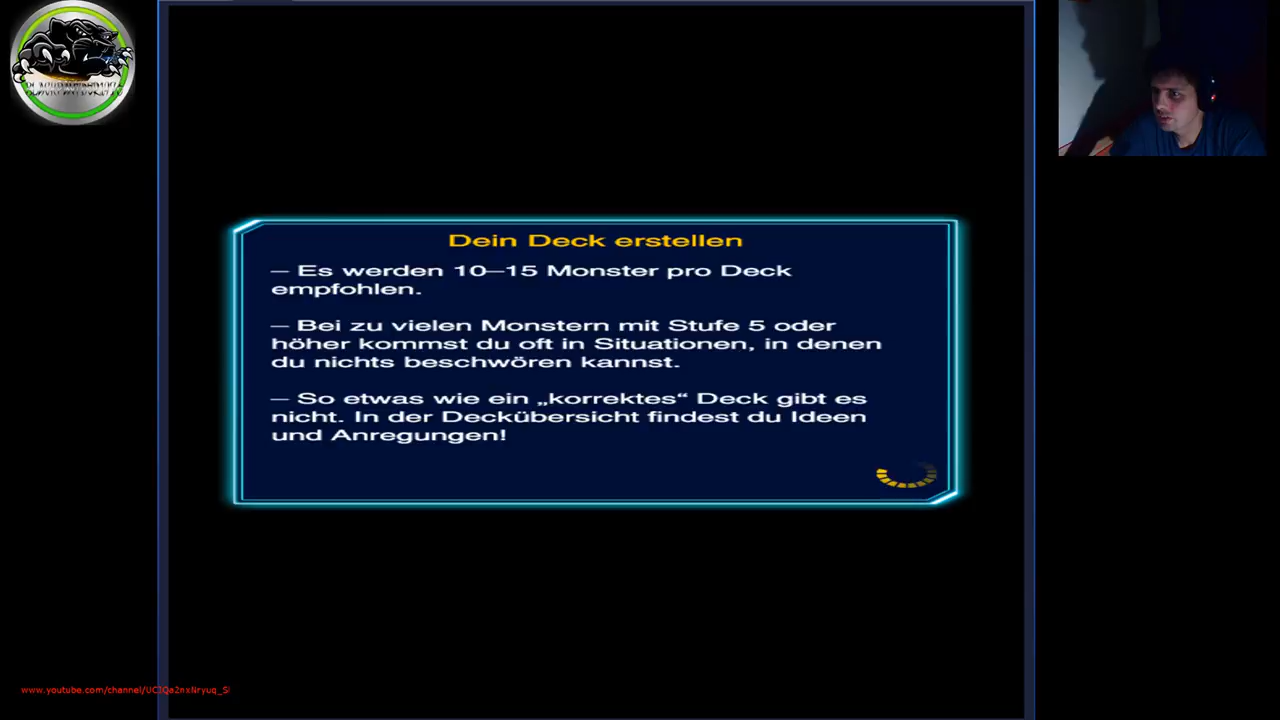 Dein Deck erstellen
— Es werden 10—15 Monster pro Deck
empfohlen.
— Bei zu vielen Monstern mit Stufe 5 oder
höher kommst du oft in Situationen, in denen
du nichts beschwören kannst.
— So etwas wie ein „korrektes“ Deck gibt es
nicht. In der Deckübersicht findest du Ideen
und Anregungen!